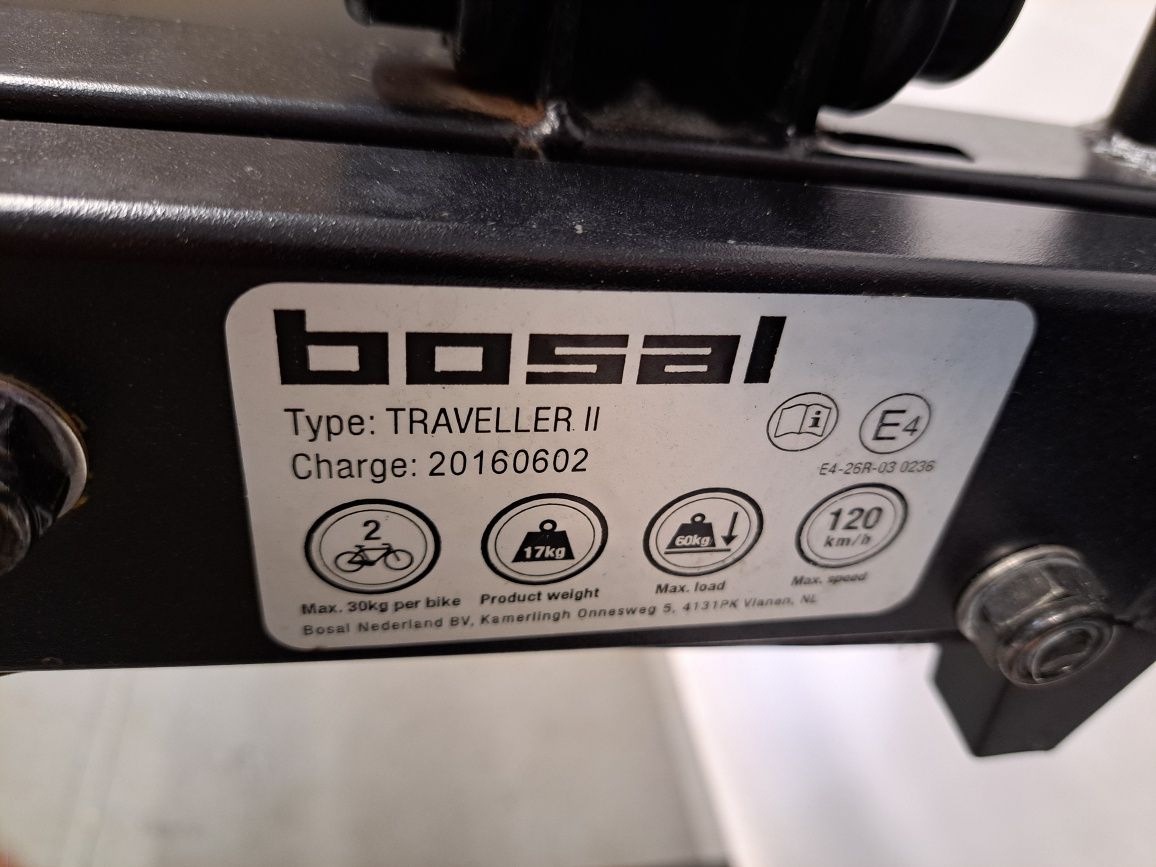 bosal
Type: TRAVELLER II
Charge: 20160602
E4
E4-26R-03 0236
2
17kg
60kg
120
km/h
Max. 30kg per bike
Product weight
Max. load
Max. speed
Bosal Nederland BV, Kamerlingh Onnesweg 5, 4131PK Vianen, NL